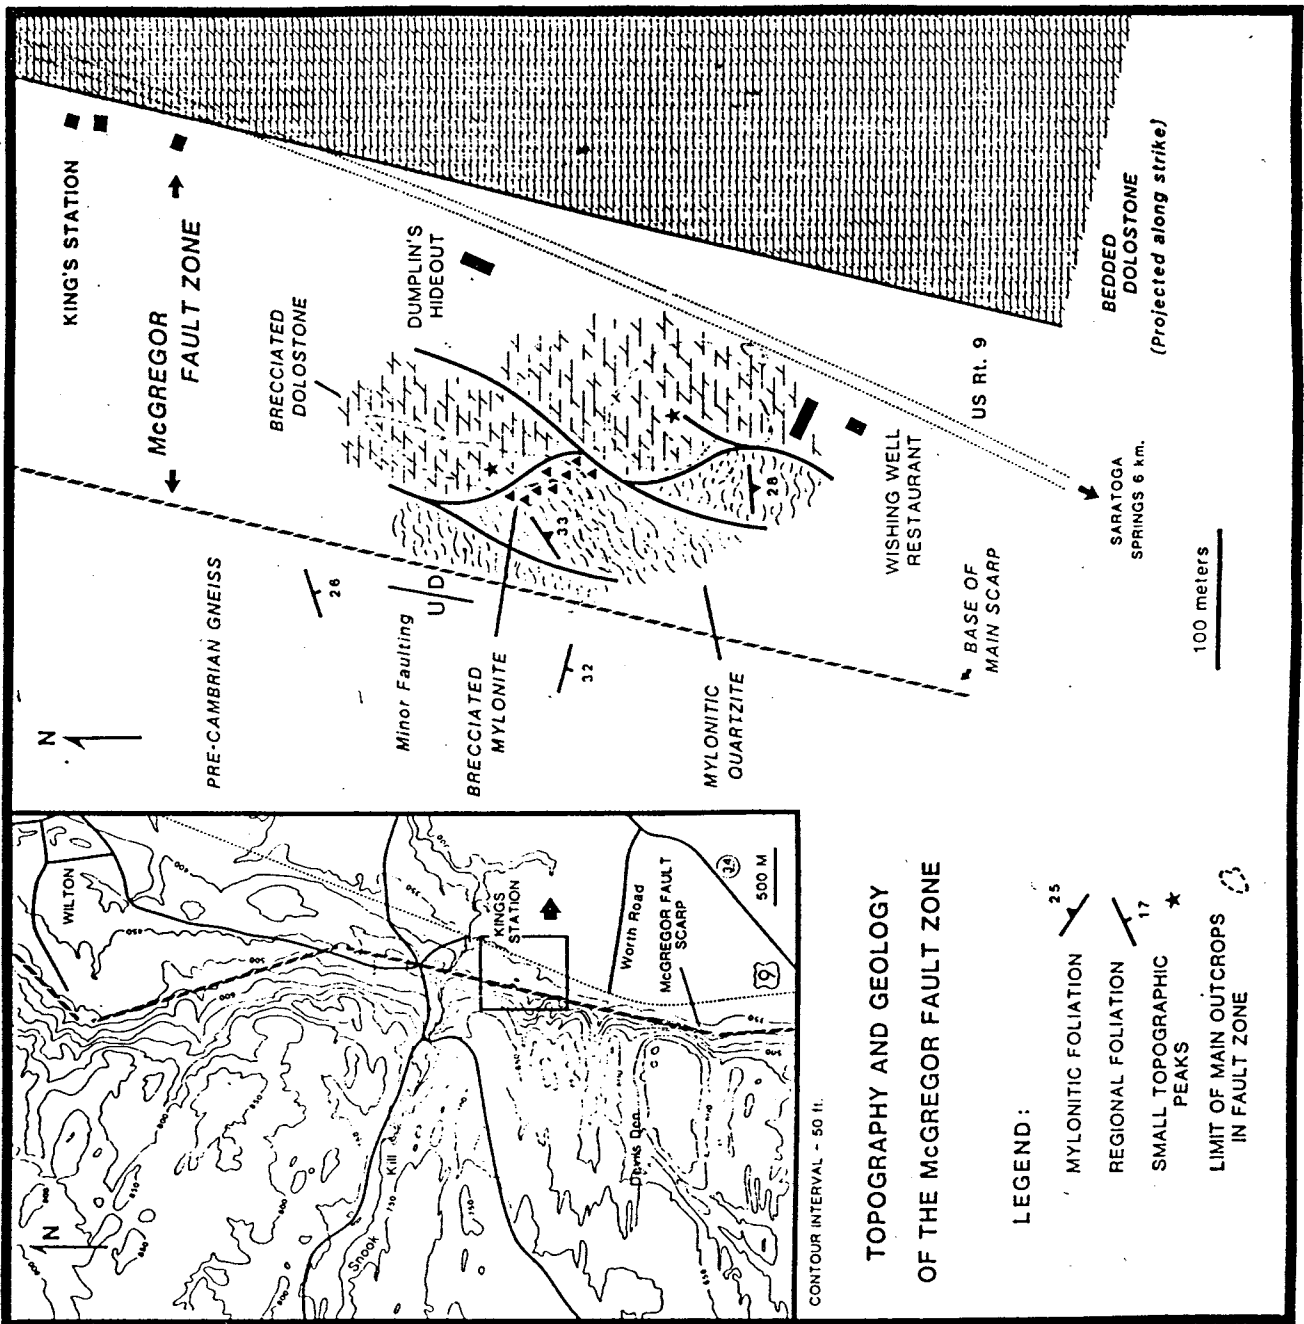 N
WILTON
KINGS
STATION
Worth Road
McGREGOR FAULT
SCARP
9
500 M
Snook
Kill
CONTOUR INTERVAL - 50 ft.
TOPOGRAPHY AND GEOLOGY
OF THE McGREGOR FAULT ZONE
LEGEND:
MYLONITIC FOLIATION
25
REGIONAL FOLIATION
17
SMALL TOPOGRAPHIC
PEAKS
LIMIT OF MAIN OUTCROPS
IN FAULT ZONE
N
KING'S STATION
McGREGOR
FAULT ZONE
PRE-CAMBRIAN GNEISS
26
BRECCIATED
DOLOSTONE
DUMPLIN'S
HIDEOUT
Minor Faulting
U D
BRECCIATED
MYLONITE
33
32
28
MYLONITIC
QUARTZITE
WISHING WELL
RESTAURANT
BASE OF
MAIN SCARP
US Rt. 9
SARATOGA
SPRINGS 6 km.
BEDDED
DOLOSTONE
(Projected along strike)
100 meters